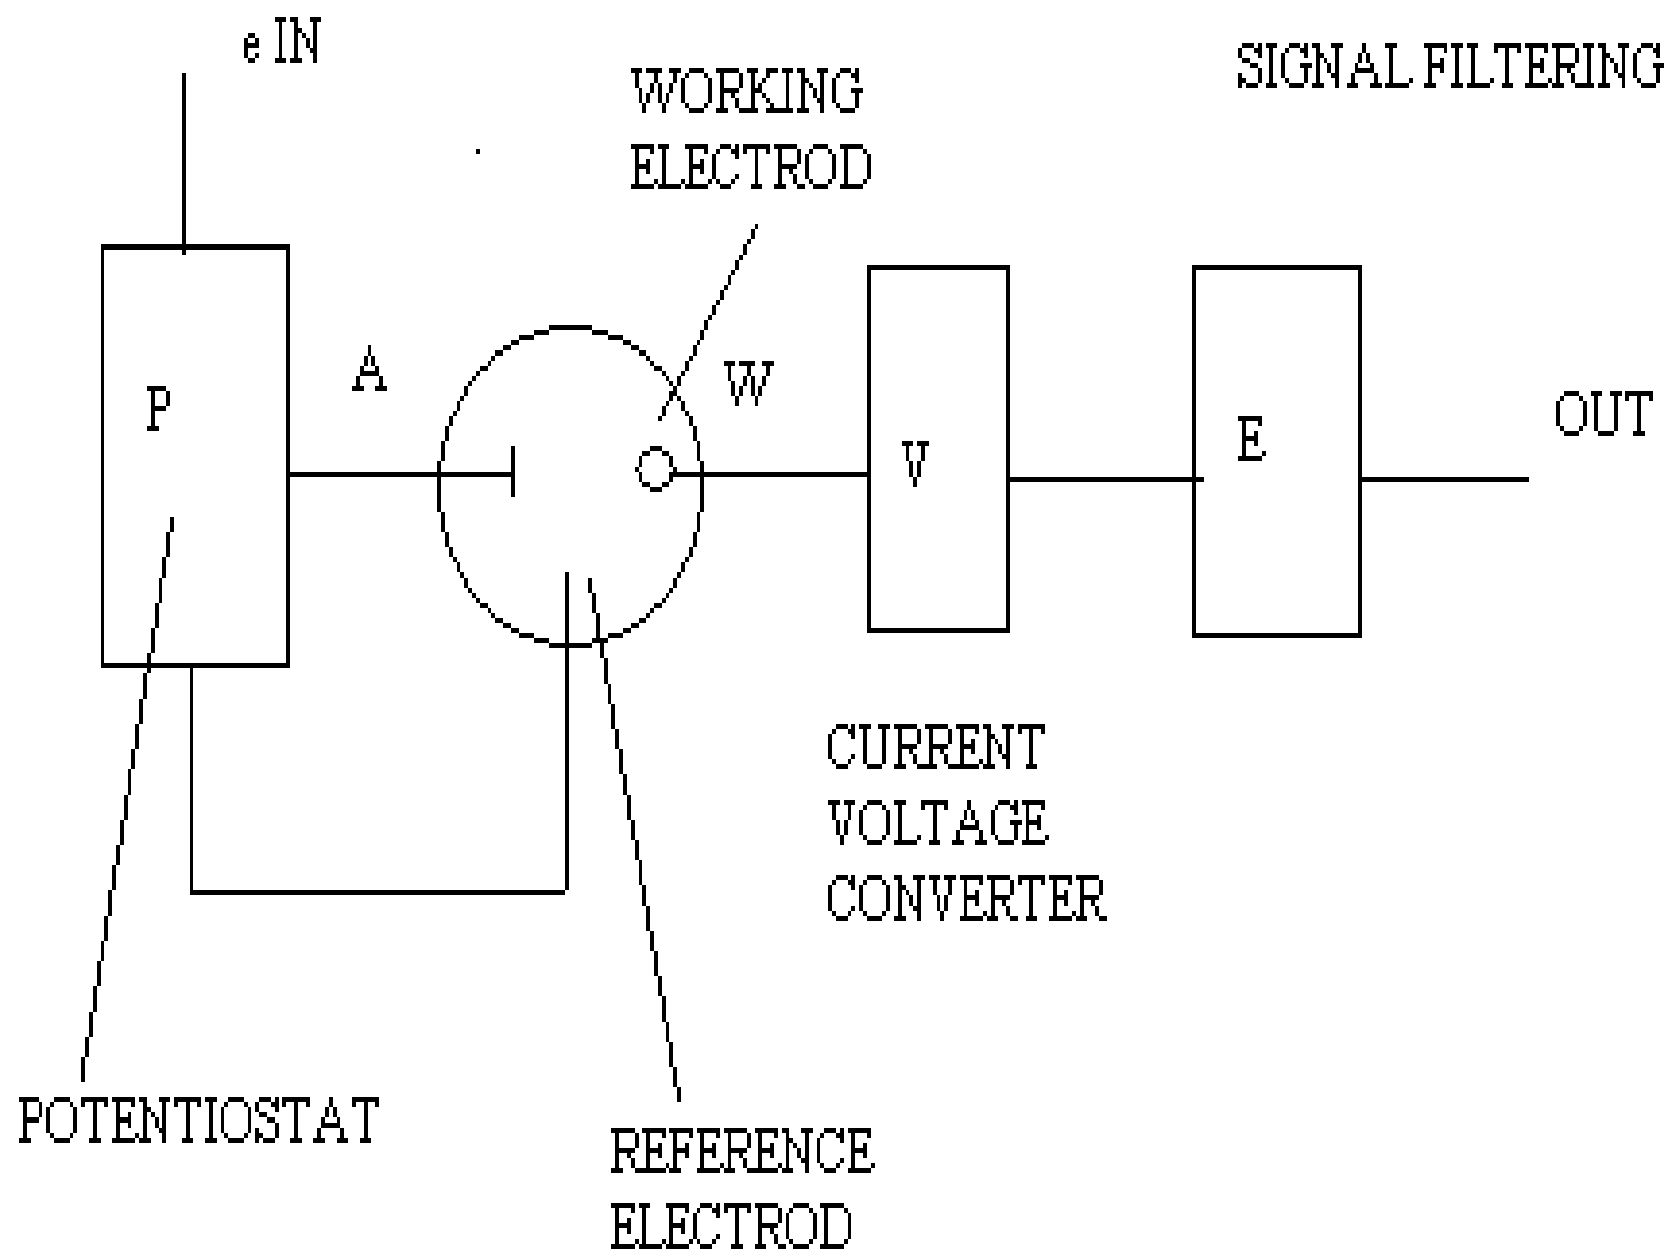 e IN
WORKING
ELECTROD
SIGNAL FILTERING
P
A
W
V
E
OUT
CURRENT
VOLTAGE
CONVERTER
POTENTIOSTAT
REFERENCE
ELECTROD